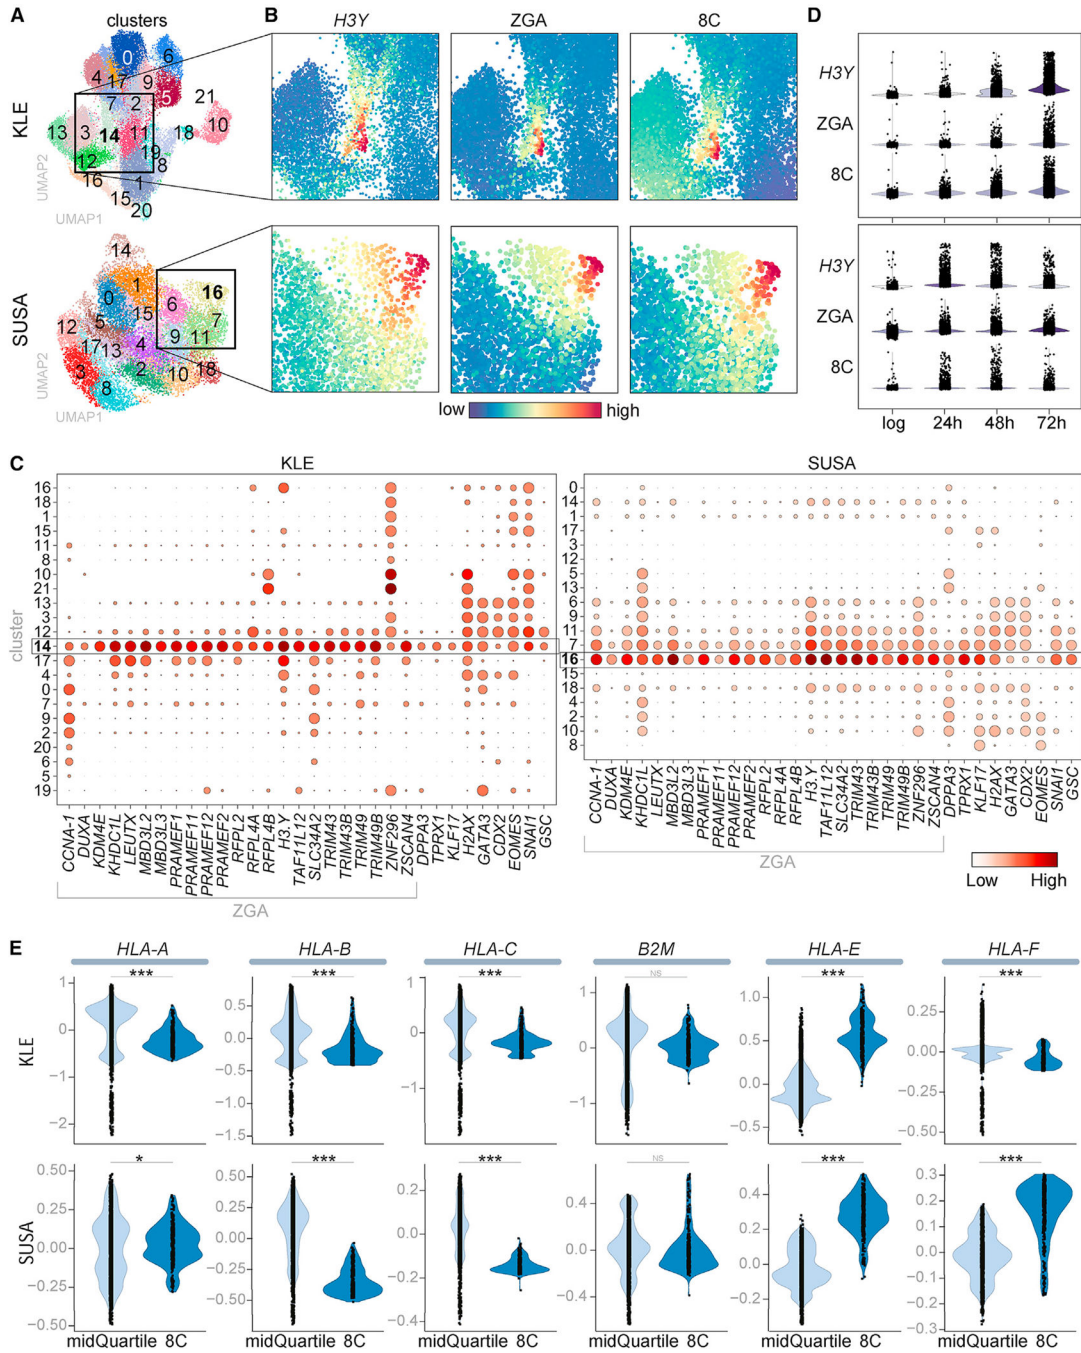 A
clusters
KLE
0
6
4
17
9
5
7
2
21
13
3
14
11
18
10
19
12
8
16
1
15
20
UMAP2
UMAP1
SUSA
14
1
0
16
6
15
12
5
7
9
11
17
13
4
3
2
10
18
8
UMAP2
UMAP1
B
H3Y
ZGA
8C
low
high
D
H3Y
ZGA
8C
H3Y
ZGA
8C
log
24h
48h
72h
C
KLE
cluster
16
18
1
15
11
8
10
21
13
3
12
14
17
4
0
7
9
2
20
6
5
19
CCNA-1
DUXA
KDM4E
KHDC1L
LEUTX
MBD3L2
MBD3L3
PRAMEF1
PRAMEF11
PRAMEF12
PRAMEF2
RFPL2
RFPL4A
RFPL4B
H3.Y
TAF11L12
SLC34A2
TRIM43
TRIM43B
TRIM49
TRIM49B
ZNF296
ZSCAN4
DPPA3
TPRX1
KLF17
H2AX
GATA3
CDX2
EOMES
SNAI1
GSC
ZGA
SUSA
0
14
1
17
3
12
5
13
6
9
11
7
16
15
18
4
2
10
8
CCNA-1
DUXA
KDM4E
KHDC1L
LEUTX
MBD3L2
MBD3L3
PRAMEF1
PRAMEF11
PRAMEF12
PRAMEF2
RFPL2
RFPL4A
RFPL4B
H3.Y
TAF11L12
SLC34A2
TRIM43
TRIM43B
TRIM49
TRIM49B
ZNF296
ZSCAN4
DPPA3
TPRX1
KLF17
H2AX
GATA3
CDX2
EOMES
SNAI1
GSC
ZGA
Low
High
E
HLA-A
HLA-B
HLA-C
B2M
HLA-E
HLA-F
KLE
***
1
0
−1
−2
***
0.5
0.0
−0.5
−1.0
−1.5
***
1
0
−1
NS
1
0
−1
***
1.0
0.5
0.0
−0.5
***
0.25
0.00
−0.25
−0.50
SUSA
*
0.50
0.25
0.00
−0.25
−0.50
***
0.50
0.25
0.00
−0.25
−0.50
***
0.2
0.0
−0.2
−0.4
NS
0.4
0.0
−0.4
***
0.6
0.4
0.2
0.0
−0.2
***
0.3
0.2
0.1
0.0
−0.1
−0.2
−0.3
midQuartile 8C
midQuartile 8C
midQuartile 8C
midQuartile 8C
midQuartile 8C
midQuartile 8C